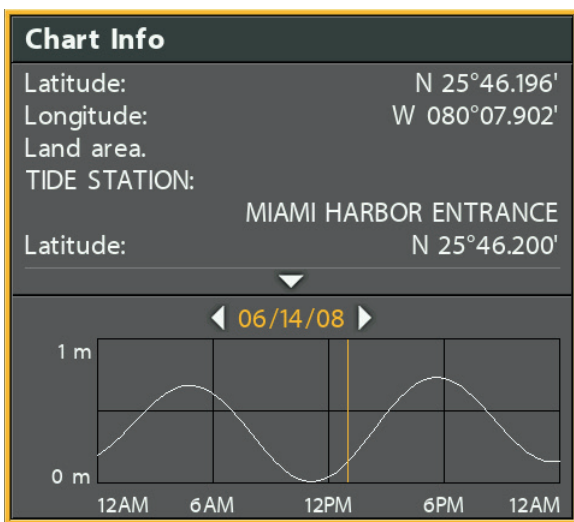 Chart Info
Latitude: N 25°46.196'
Longitude: W 080°07.902'
Land area.
TIDE STATION:
MIAMI HARBOR ENTRANCE
Latitude: N 25°46.200'
06/14/08
1 m
0 m
12AM 6AM 12PM 6PM 12AM